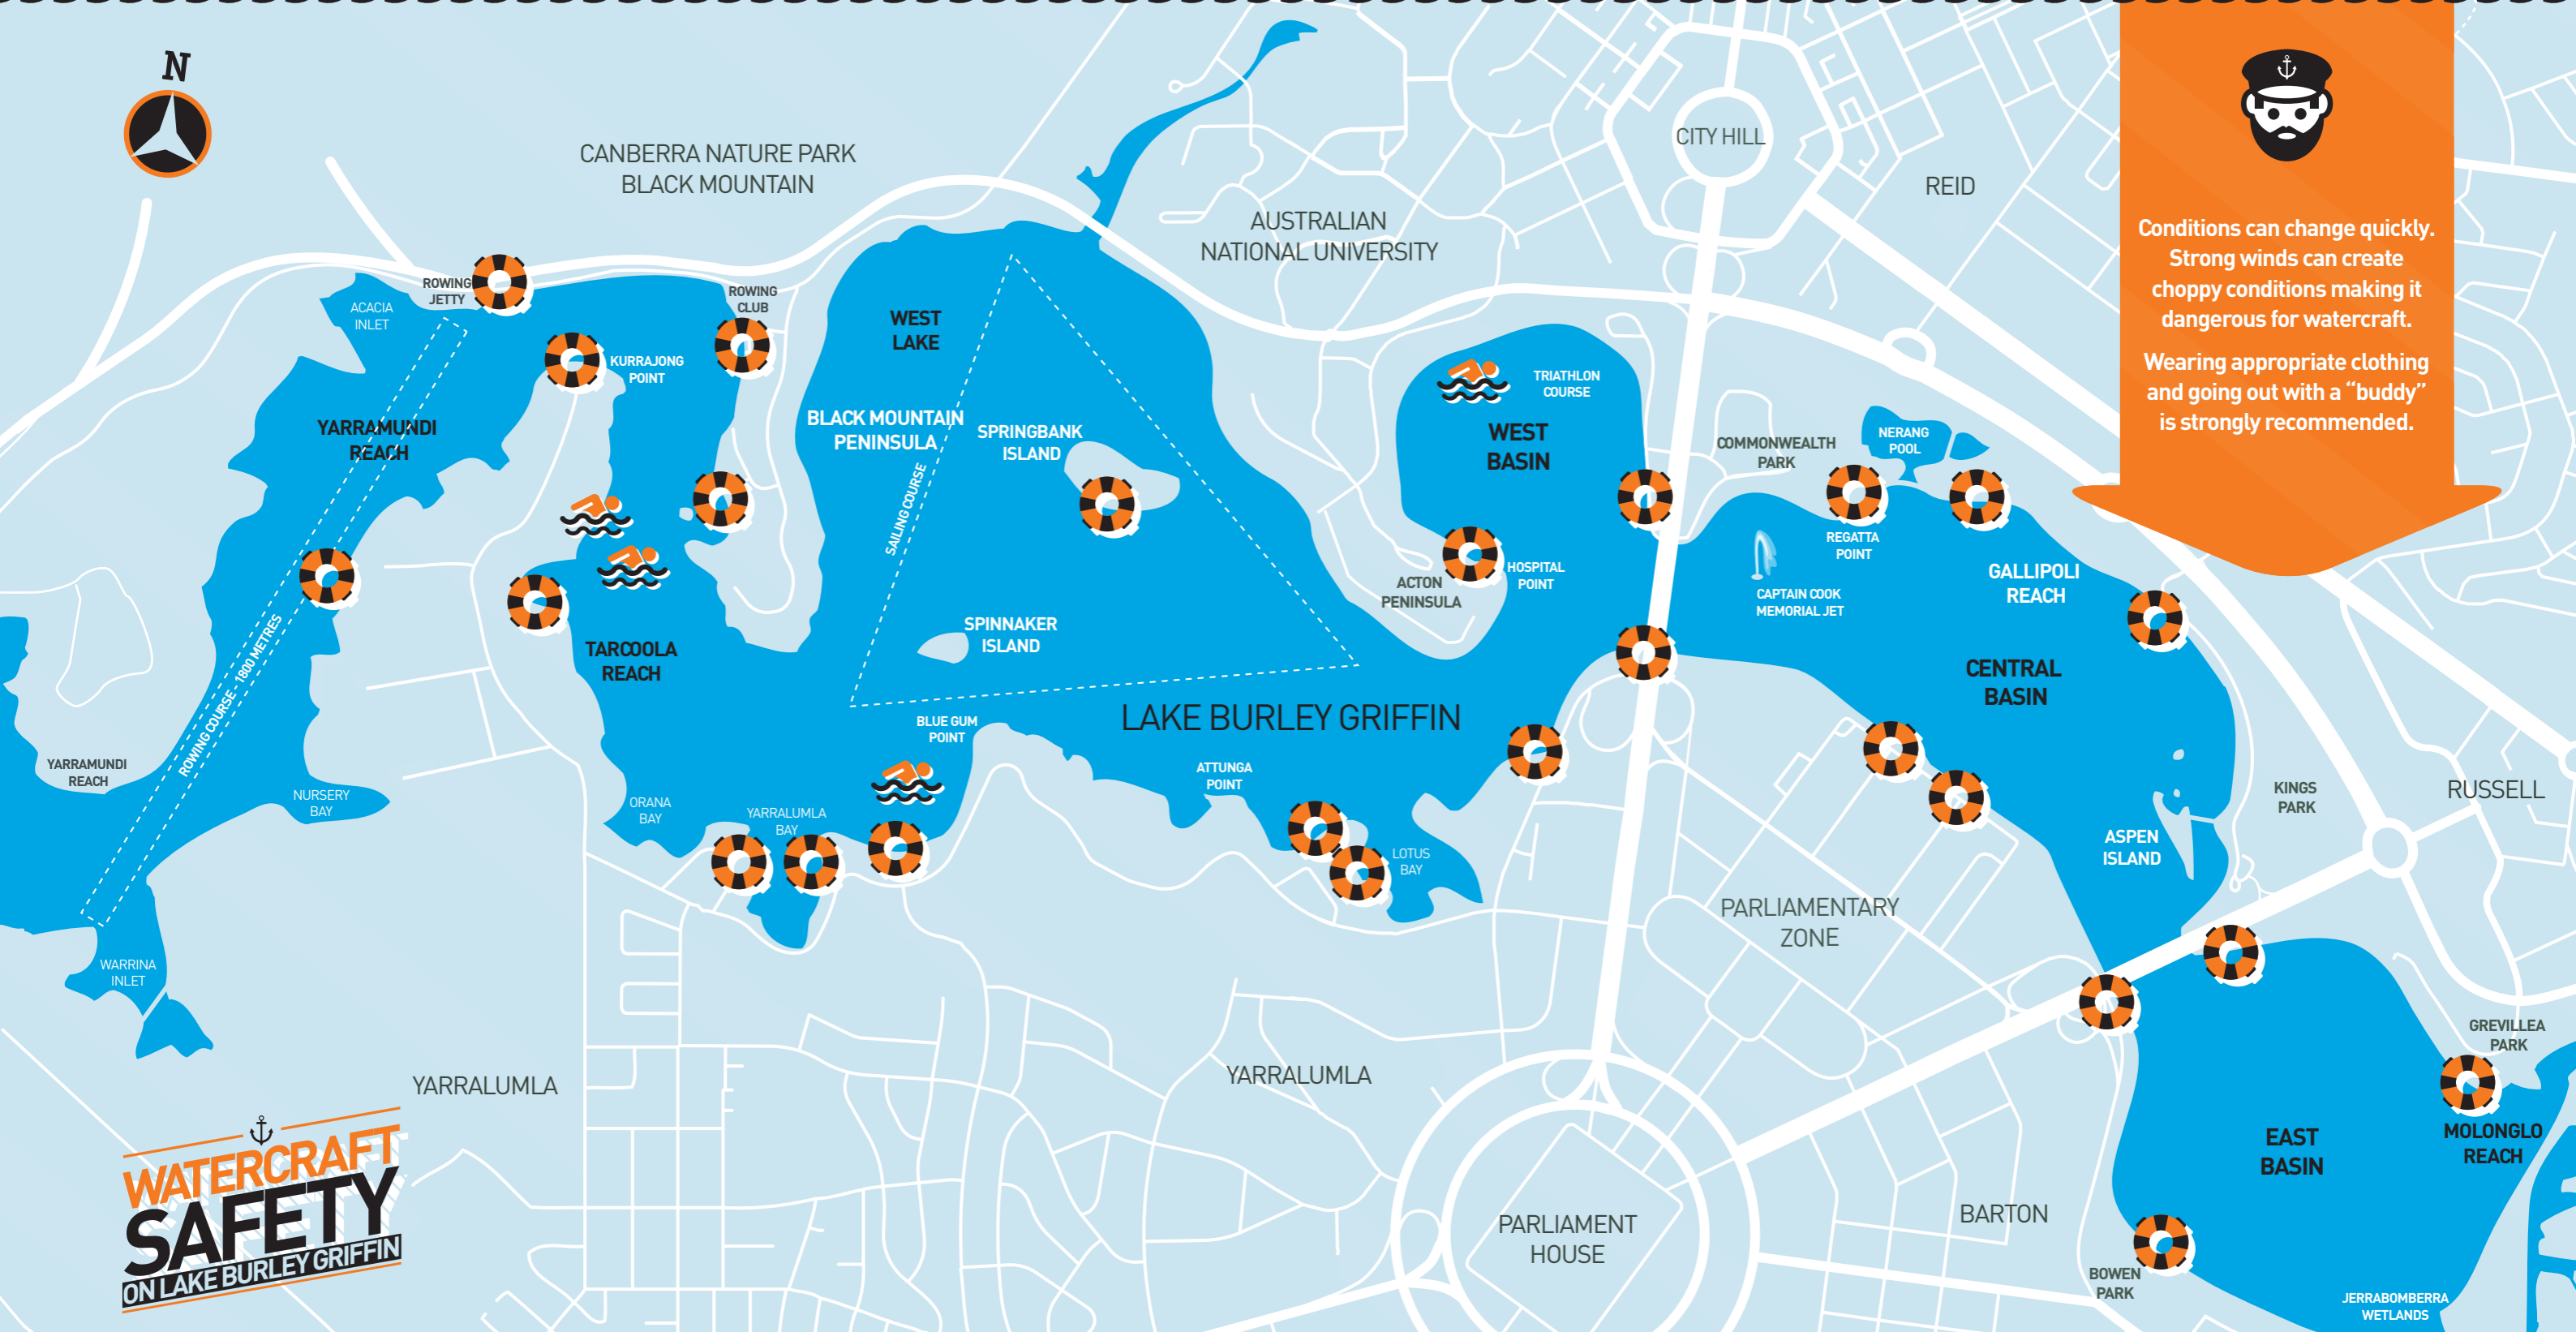 N
CANBERRA NATURE PARK
BLACK MOUNTAIN
CITY HILL
REID
AUSTRALIAN
NATIONAL UNIVERSITY
Conditions can change quickly.
Strong winds can create
choppy conditions making it
dangerous for watercraft.
Wearing appropriate clothing
and going out with a “buddy”
is strongly recommended.
ROWING
JETTY
ACACIA
INLET
ROWING
CLUB
WEST
LAKE
KURRAJONG
POINT
TRIATHLON
COURSE
YARRAMUNDI
REACH
BLACK MOUNTAIN
PENINSULA
SPRINGBANK
ISLAND
WEST
BASIN
COMMONWEALTH
PARK
NERANG
POOL
SAILING COURSE
REGATTA
POINT
HOSPITAL
POINT
ACTON
PENINSULA
CAPTAIN COOK
MEMORIAL JET
GALLIPOLI
REACH
SPINNAKER
ISLAND
TARCOOLA
REACH
CENTRAL
BASIN
ROWING COURSE - 1800 METRES
BLUE GUM
POINT
LAKE BURLEY GRIFFIN
YARRAMUNDI
REACH
ATTUNGA
POINT
NURSERY
BAY
ORANA
BAY
YARRALUMLA
BAY
KINGS
PARK
RUSSELL
ASPEN
ISLAND
LOTUS
BAY
PARLIAMENTARY
ZONE
WARRINA
INLET
GREVILLEA
PARK
YARRALUMLA
YARRALUMLA
EAST
BASIN
MOLONGLO
REACH
WATERCRAFT
SAFETY
ON LAKE BURLEY GRIFFIN
PARLIAMENT
HOUSE
BARTON
BOWEN
PARK
JERRABOMBERRA
WETLANDS